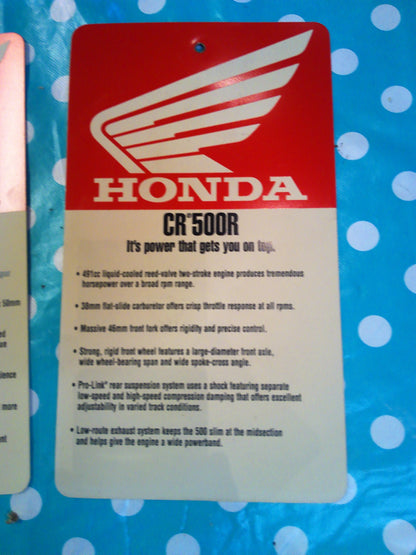 HONDA
CR®500R
It's power that gets you on top.
• 491cc liquid-cooled reed-valve two-stroke engine produces tremendous
horsepower over a broad rpm range.
• 38mm flat-slide carburetor offers crisp throttle response at all rpms.
• Massive 46mm front fork offers rigidity and precise control.
• Strong, rigid front wheel features a large-diameter front axle,
wide wheel-bearing span and wide spoke-cross angle.
• Pro-Link® rear suspension system uses a shock featuring separate
low-speed and high-speed compression damping that offers excellent
adjustability in varied track conditions.
• Low-route exhaust system keeps the 500 slim at the midsection
and helps give the engine a wide powerband.
50mm
more